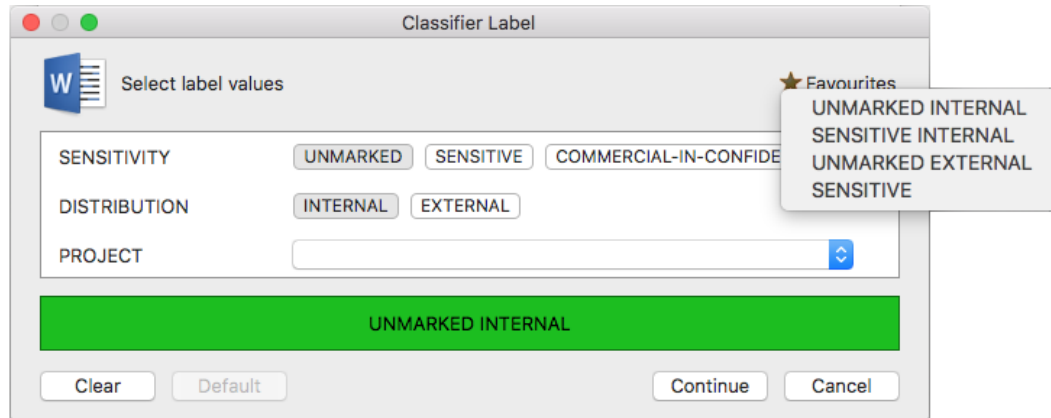 Classifier Label
W
Select label values
Favourites
UNMARKED INTERNAL
SENSITIVE INTERNAL
UNMARKED EXTERNAL
SENSITIVE
SENSITIVITY UNMARKED SENSITIVE COMMERCIAL-IN-CONFIDE
DISTRIBUTION INTERNAL EXTERNAL
PROJECT
UNMARKED INTERNAL
Clear Default Continue Cancel